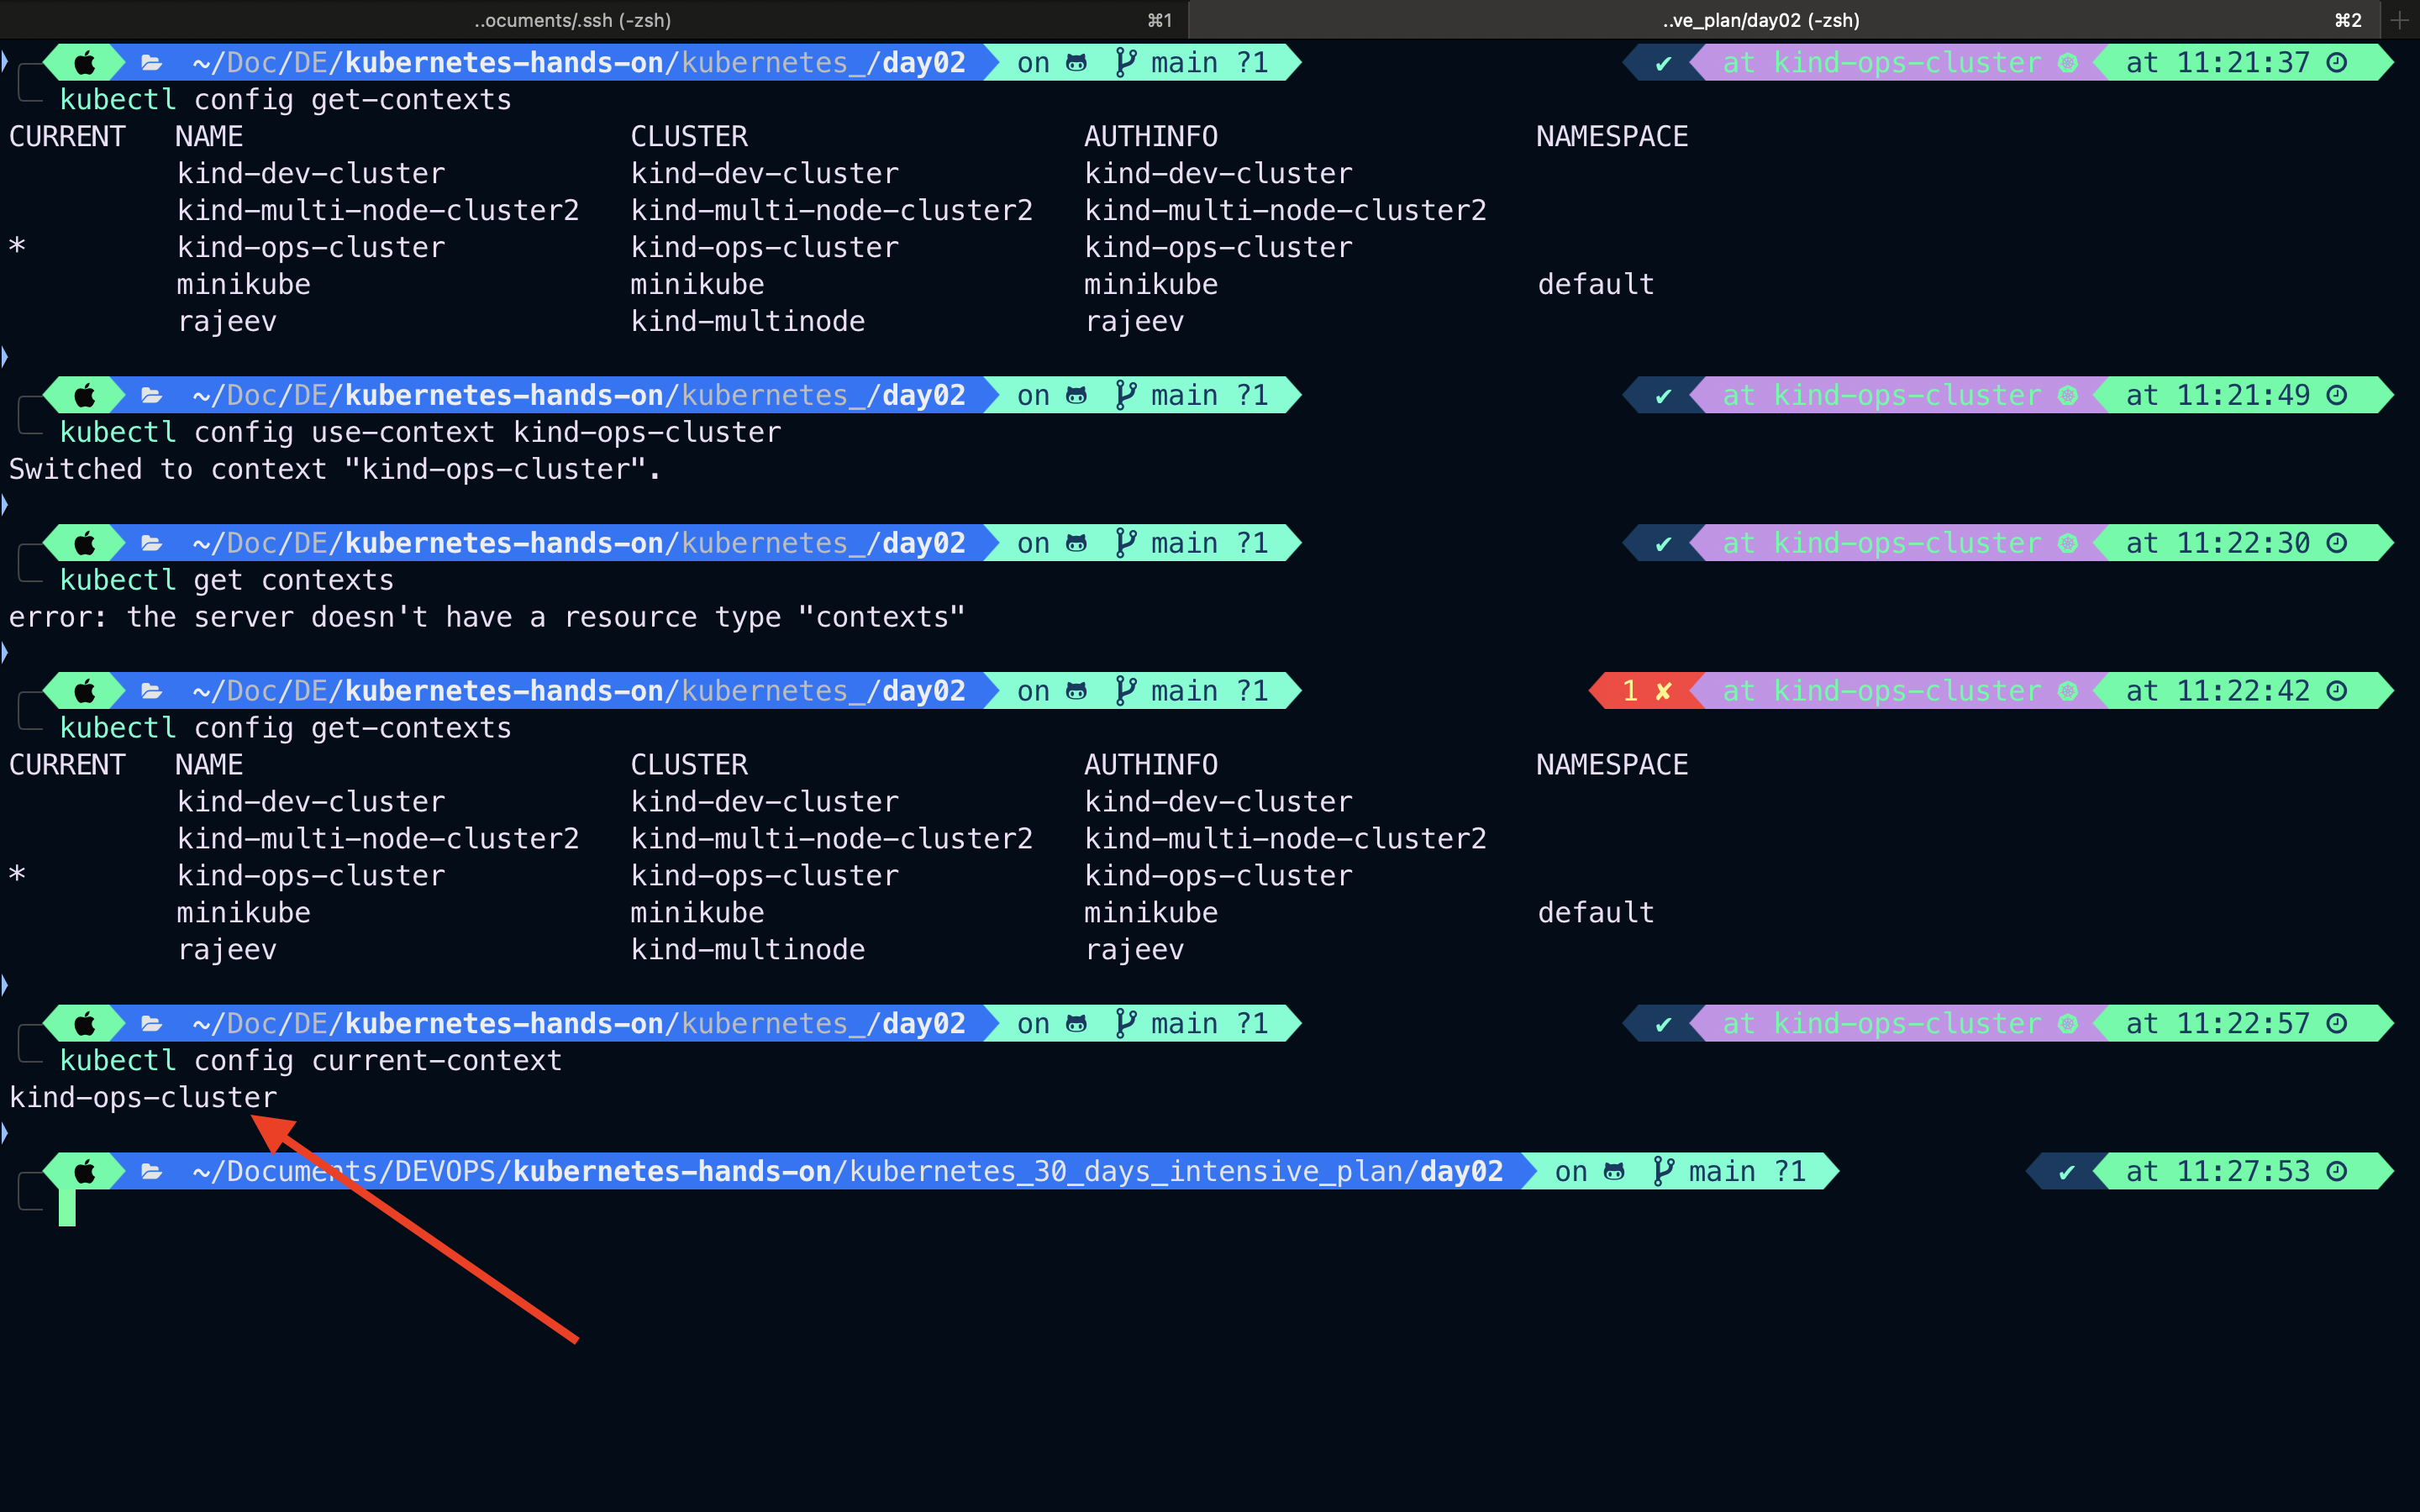 ..ocuments/.ssh (-zsh) ⌘1 ..ve_plan/day02 (-zsh) ⌘2
~/Doc/DE/kubernetes-hands-on/kubernetes_/day02 on main ?1 ✔ at kind-ops-cluster at 11:21:37
kubectl config get-contexts
CURRENT NAME CLUSTER AUTHINFO NAMESPACE
kind-dev-cluster kind-dev-cluster kind-dev-cluster
kind-multi-node-cluster2 kind-multi-node-cluster2 kind-multi-node-cluster2
* kind-ops-cluster kind-ops-cluster kind-ops-cluster
minikube minikube minikube default
rajeev kind-multinode rajeev
~/Doc/DE/kubernetes-hands-on/kubernetes_/day02 on main ?1 ✔ at kind-ops-cluster at 11:21:49
kubectl config use-context kind-ops-cluster
Switched to context "kind-ops-cluster".
~/Doc/DE/kubernetes-hands-on/kubernetes_/day02 on main ?1 ✔ at kind-ops-cluster at 11:22:30
kubectl get contexts
error: the server doesn't have a resource type "contexts"
~/Doc/DE/kubernetes-hands-on/kubernetes_/day02 on main ?1 1 ✘ at kind-ops-cluster at 11:22:42
kubectl config get-contexts
CURRENT NAME CLUSTER AUTHINFO NAMESPACE
kind-dev-cluster kind-dev-cluster kind-dev-cluster
kind-multi-node-cluster2 kind-multi-node-cluster2 kind-multi-node-cluster2
* kind-ops-cluster kind-ops-cluster kind-ops-cluster
minikube minikube minikube default
rajeev kind-multinode rajeev
~/Doc/DE/kubernetes-hands-on/kubernetes_/day02 on main ?1 ✔ at kind-ops-cluster at 11:22:57
kubectl config current-context
kind-ops-cluster
~/Documents/DEVOPS/kubernetes-hands-on/kubernetes_30_days_intensive_plan/day02 on main ?1 ✔ at 11:27:53